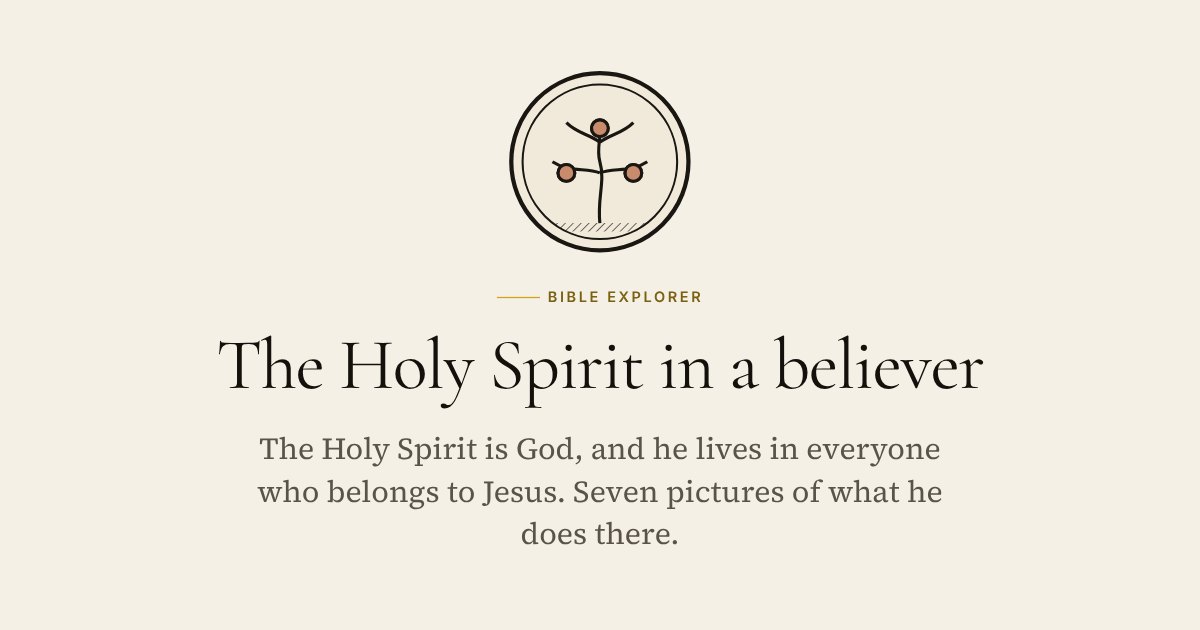 BIBLE EXPLORER
The Holy Spirit in a believer
The Holy Spirit is God, and he lives in everyone
who belongs to Jesus. Seven pictures of what he
does there.